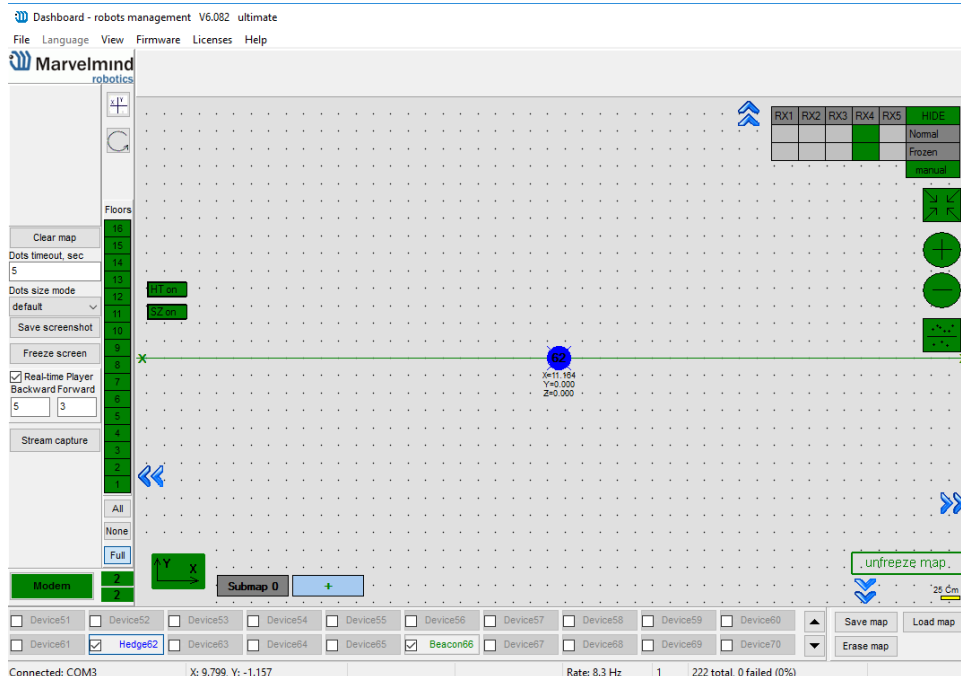 Dashboard - robots management V6.082 ultimate
File Language View Firmware Licenses Help
Marvelmind
robotics
RX1 RX2 RX3 RX4 RX5 HIDE
Normal
Frozen
manual
Floors
16
15
14
13
12
11
10
9
8
7
6
5
4
3
2
1
All
None
Full
Clear map
Dots timeout, sec
5
Dots size mode
default
Save screenshot
Freeze screen
Real-time Player
Backward Forward
5 3
Stream capture
HT on
SZ on
X
62
X=11.164
Y=0.000
Z=0.000
unfreeze map
25 Cm
Y X
Submap 0 +
Modem 2
2
Device51 Device52 Device53 Device54 Device55 Device56 Device57 Device58 Device59 Device60 Save map Load map
Device61 Hedge62 Device63 Device64 Device65 Beacon66 Device67 Device68 Device69 Device70 Erase map
Connected: COM3 X: 9.799, Y: -1.157 Rate: 8.3 Hz 1 222 total, 0 failed (0%)